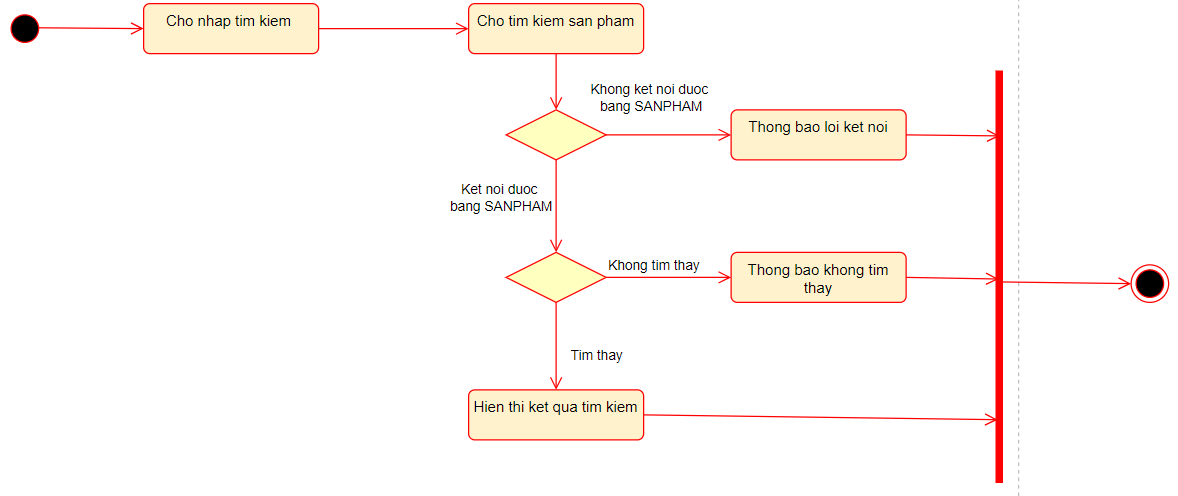 Cho nhap tim kiem
Cho tim kiem san pham
Khong ket noi duoc
bang SANPHAM
Thong bao loi ket noi
Ket noi duoc
bang SANPHAM
Khong tim thay
Thong bao khong tim
thay
Tim thay
Hien thi ket qua tim kiem